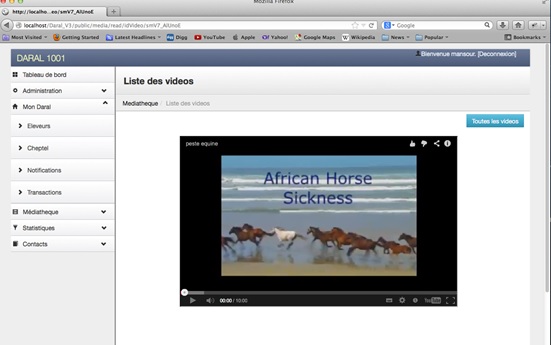 Mozilla Firefox
http://localho...eo/smV7_AIUnoE
localhost/Daral_V3/public/media/read/idVideo/smV7_AIUnoE
Google
Most Visited Getting Started Latest Headlines Digg YouTube Apple Yahoo! Google Maps Wikipedia News Popular Bookmarks
DARAL 1001
Bienvenue mansour. [Deconnexion]
Tableau de bord
Administration
Mon Daral
Eleveurs
Cheptel
Notifications
Transactions
Médiatheque
Statistiques
Contacts
Liste des videos
Mediatheque / Liste des videos
Toutes les videos
peste equine
African Horse
Sickness
00:00 / 10:00
YouTube